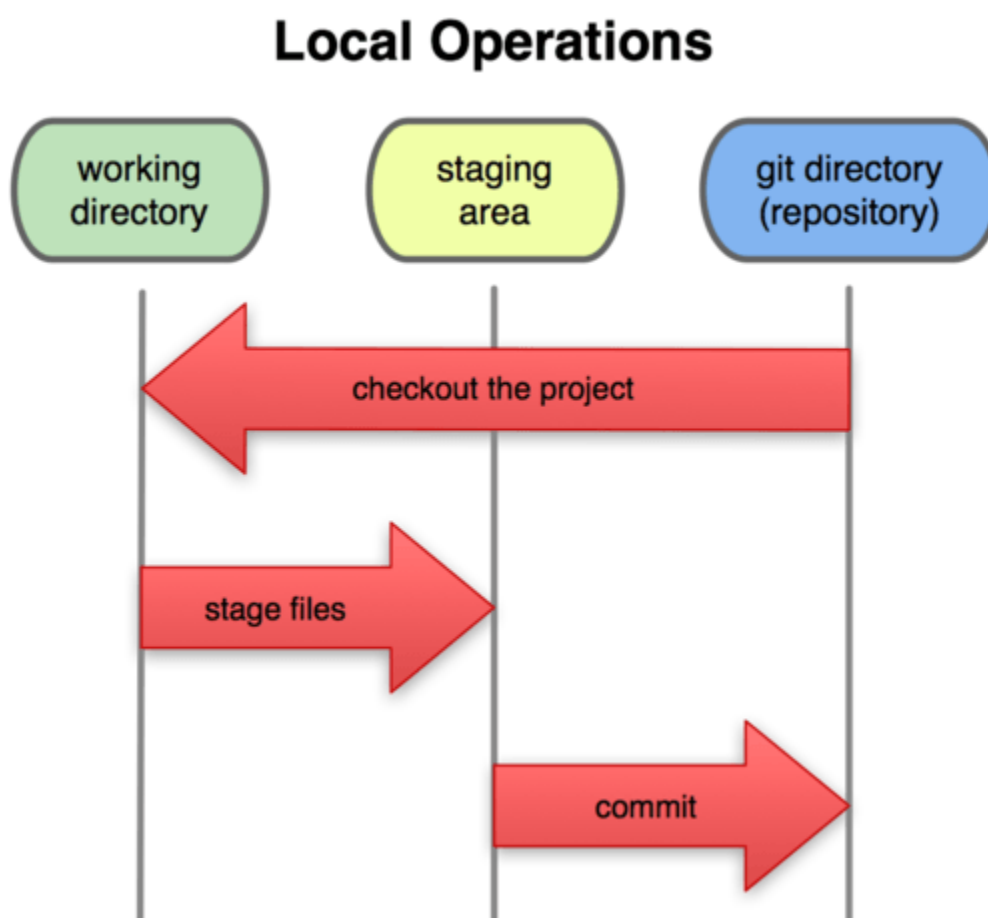 Local Operations
working
directory
staging
area
git directory
(repository)
checkout the project
stage files
commit